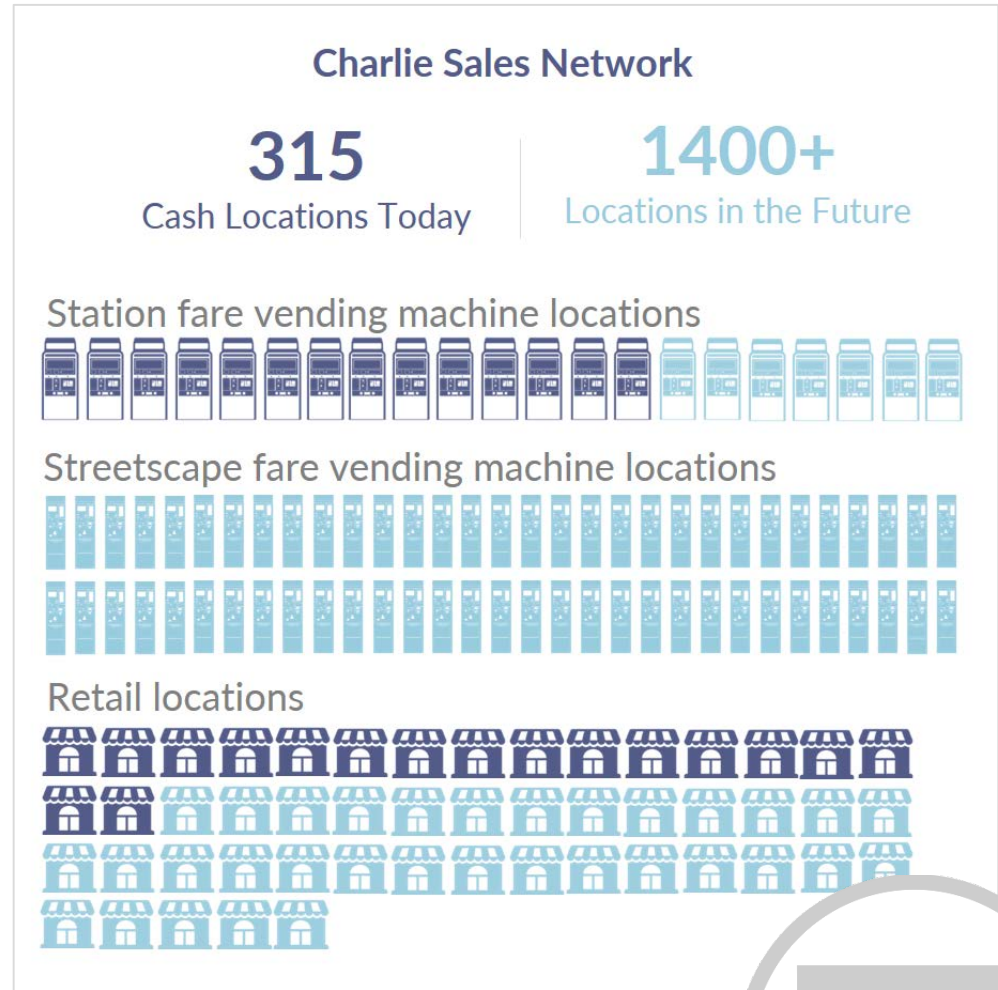 Charlie Sales Network
315
Cash Locations Today
1400+
Locations in the Future
Station fare vending machine locations
Streetscape fare vending machine locations
Retail locations